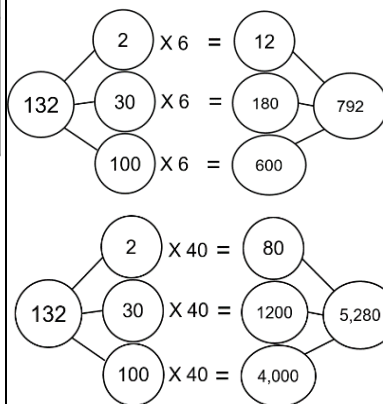 2 X 6 = 12
132 30 X 6 = 180 792
100 X 6 = 600
2 X 40 = 80
132 30 X 40 = 1200 5,280
100 X 40 = 4,000